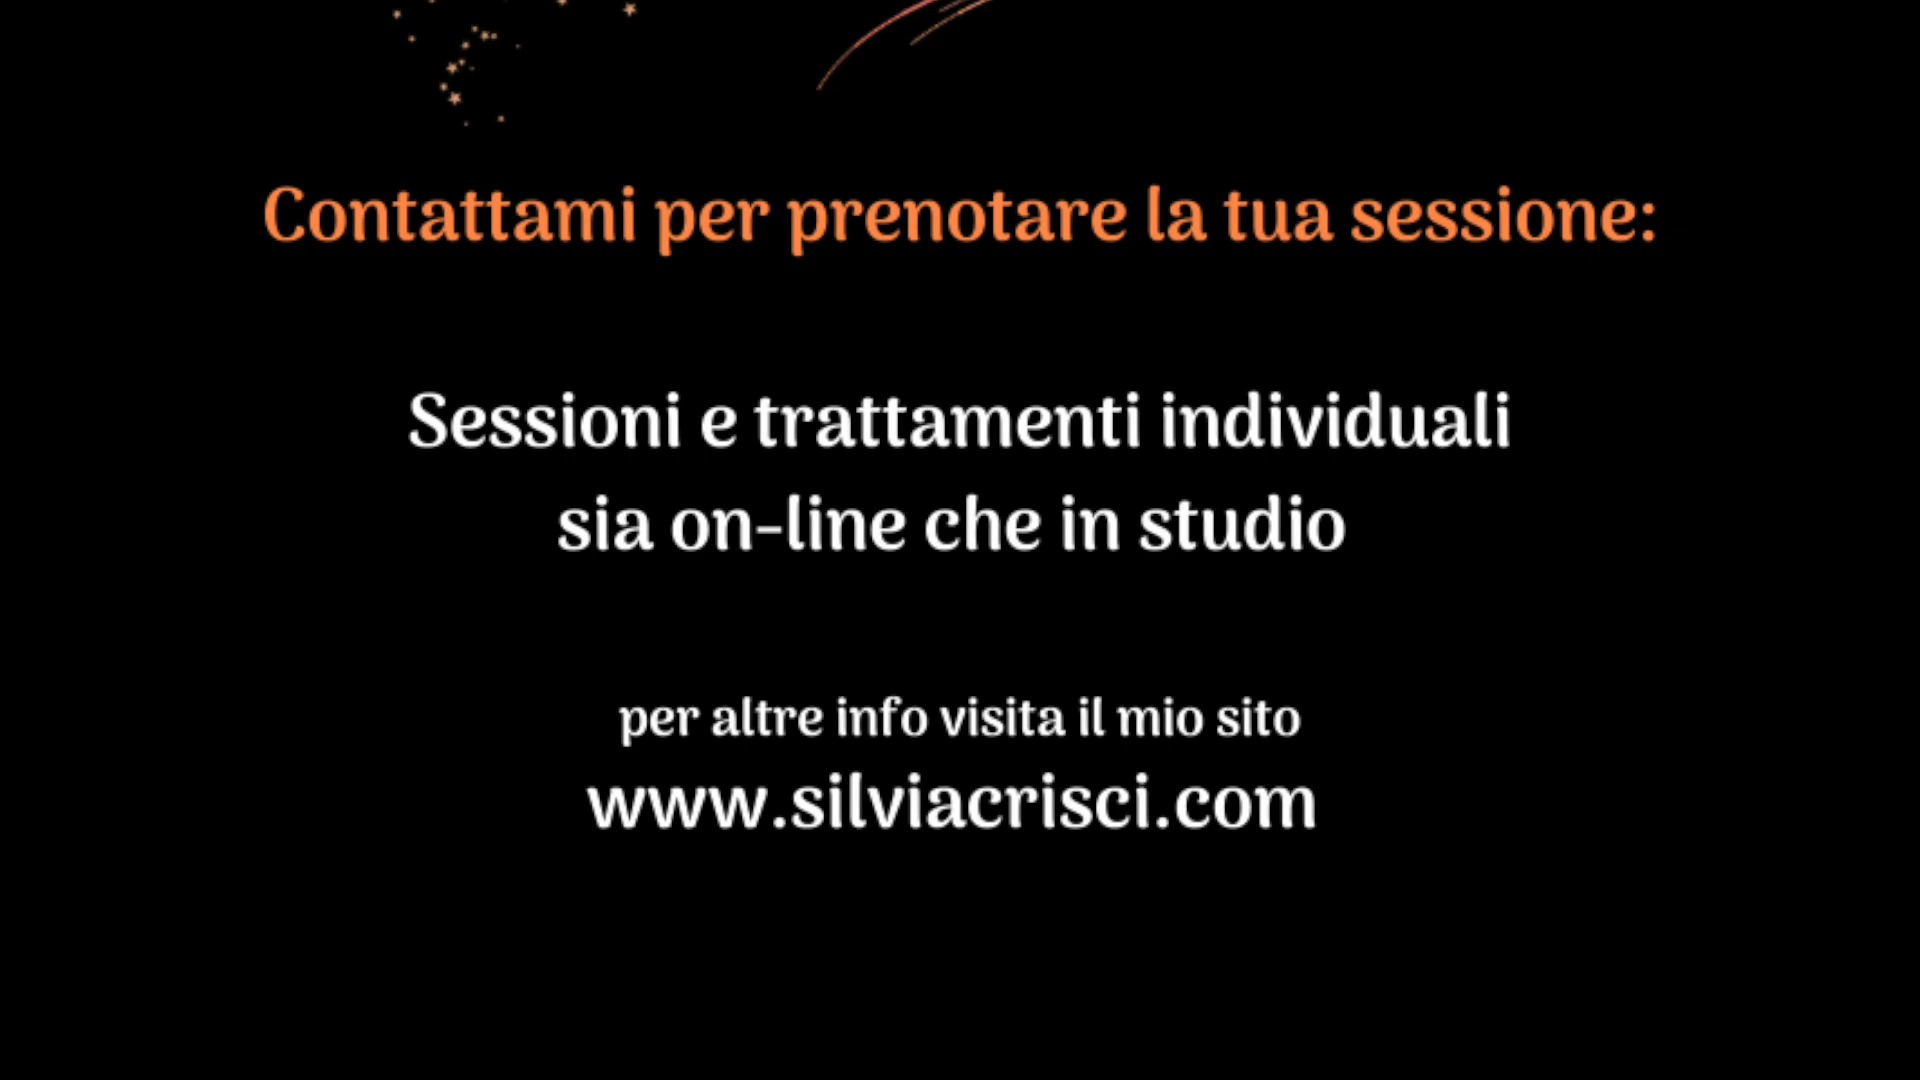 Contattami per prenotare la tua sessione:
Sessioni e trattamenti individuali
sia on-line che in studio
per altre info visita il mio sito
www.silviacrisci.com